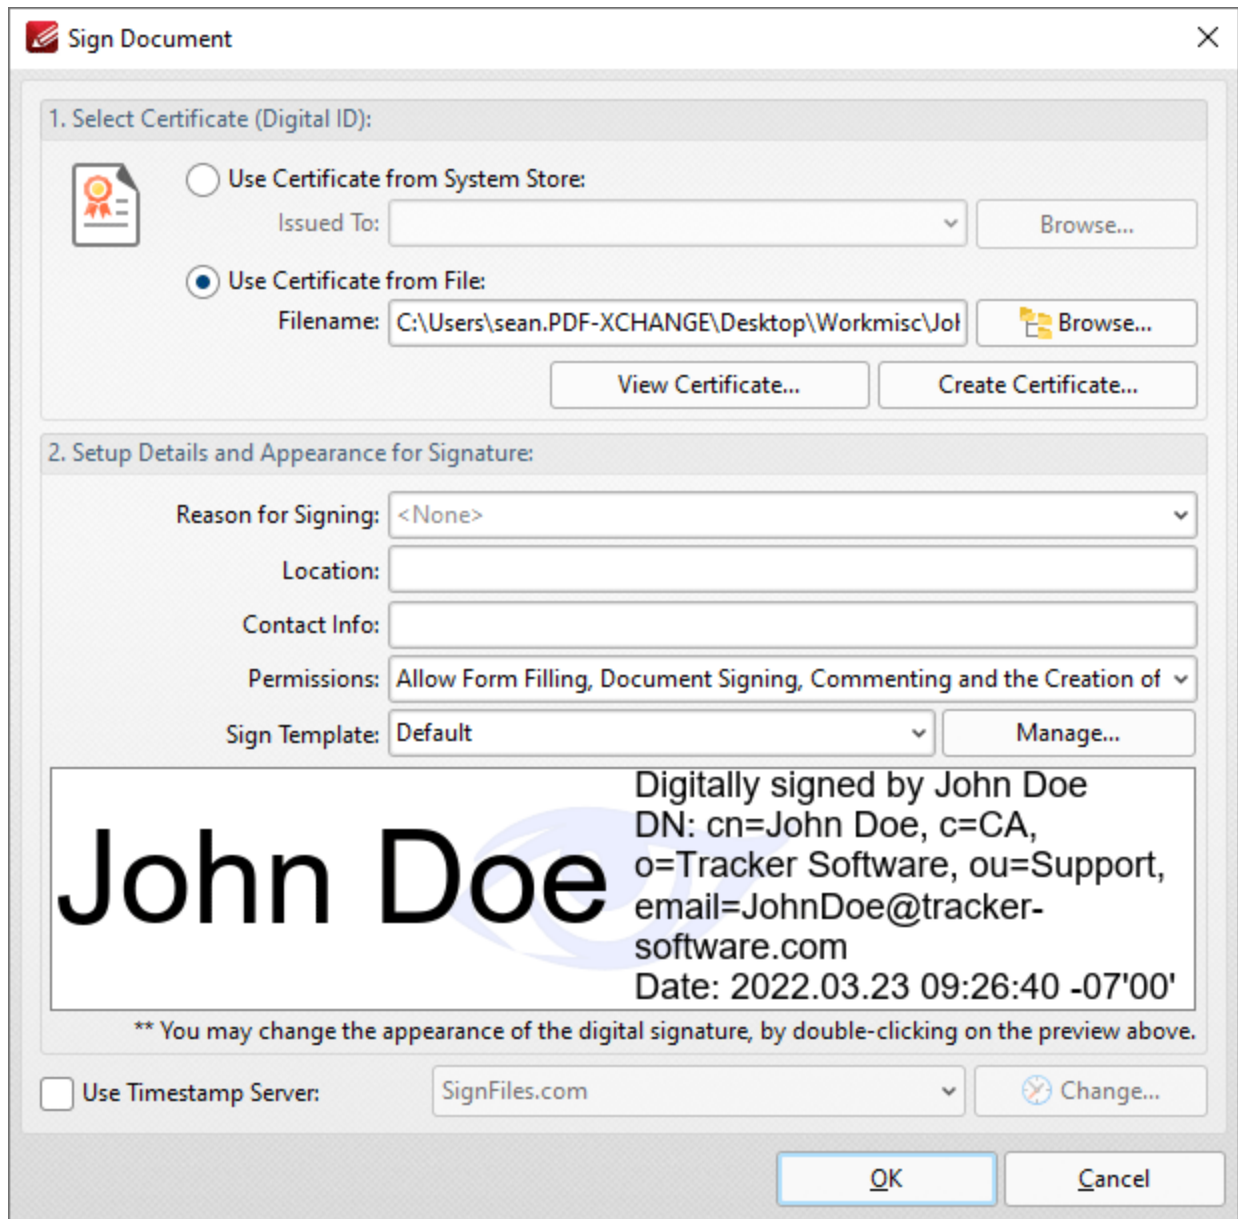 Sign Document
1. Select Certificate (Digital ID):
Use Certificate from System Store:
Issued To:
Browse...
Use Certificate from File:
Filename: C:\Users\sean.PDF-XCHANGE\Desktop\Workmisc\Joh
Browse...
View Certificate...
Create Certificate...
2. Setup Details and Appearance for Signature:
Reason for Signing: <None>
Location:
Contact Info:
Permissions: Allow Form Filling, Document Signing, Commenting and the Creation of
Sign Template: Default
Manage...
John Doe
Digitally signed by John Doe
DN: cn=John Doe, c=CA,
o=Tracker Software, ou=Support,
email=JohnDoe@tracker-
software.com
Date: 2022.03.23 09:26:40 -07'00'
** You may change the appearance of the digital signature, by double-clicking on the preview above.
Use Timestamp Server:
SignFiles.com
Change...
OK
Cancel